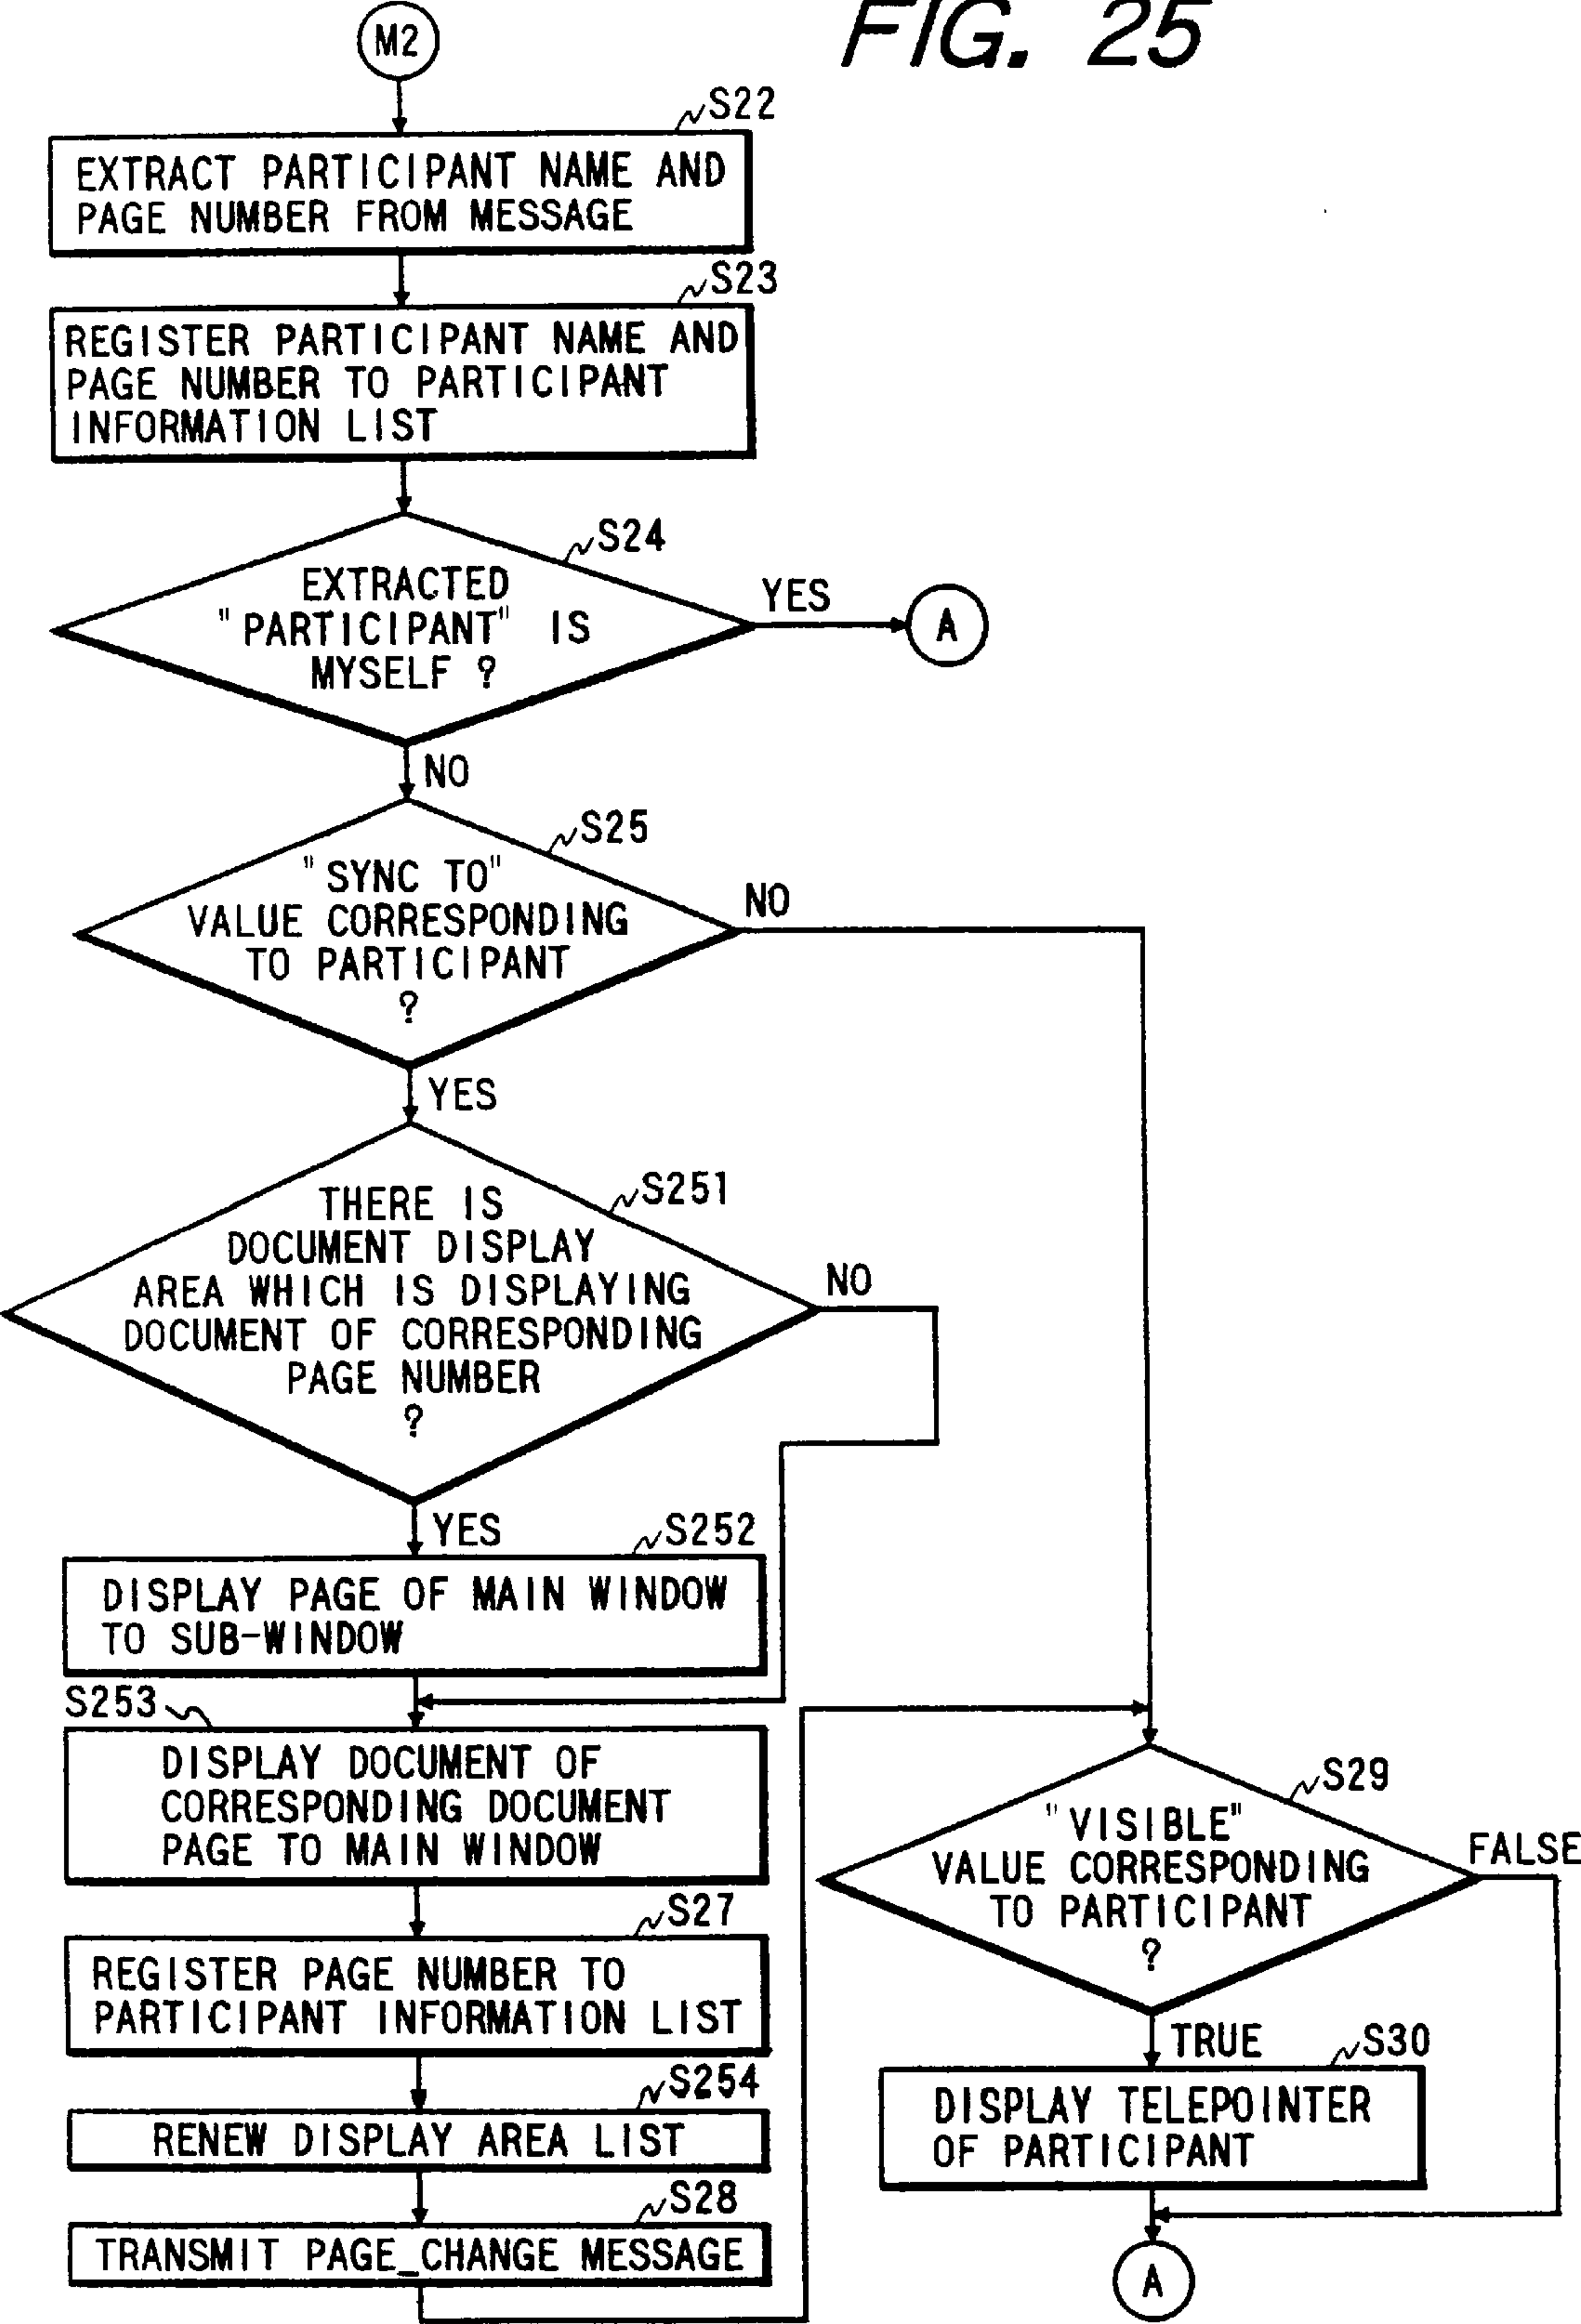 FIG. 25
M2
S22
EXTRACT PARTICIPANT NAME AND
PAGE NUMBER FROM MESSAGE
S23
REGISTER PARTICIPANT NAME AND
PAGE NUMBER TO PARTICIPANT
INFORMATION LIST
S24
EXTRACTED
"PARTICIPANT" IS
MYSELF ?
YES
A
NO
S25
"SYNC TO"
VALUE CORRESPONDING
TO PARTICIPANT
?
NO
YES
S251
THERE IS
DOCUMENT DISPLAY
AREA WHICH IS DISPLAYING
DOCUMENT OF CORRESPONDING
PAGE NUMBER
?
NO
YES
S252
DISPLAY PAGE OF MAIN WINDOW
TO SUB-WINDOW
S253
DISPLAY DOCUMENT OF
CORRESPONDING DOCUMENT
PAGE TO MAIN WINDOW
S27
REGISTER PAGE NUMBER TO
PARTICIPANT INFORMATION LIST
S254
RENEW DISPLAY AREA LIST
S28
TRANSMIT PAGE_CHANGE MESSAGE
S29
"VISIBLE"
VALUE CORRESPONDING
TO PARTICIPANT
?
FALSE
TRUE
S30
DISPLAY TELEPOINTER
OF PARTICIPANT
A